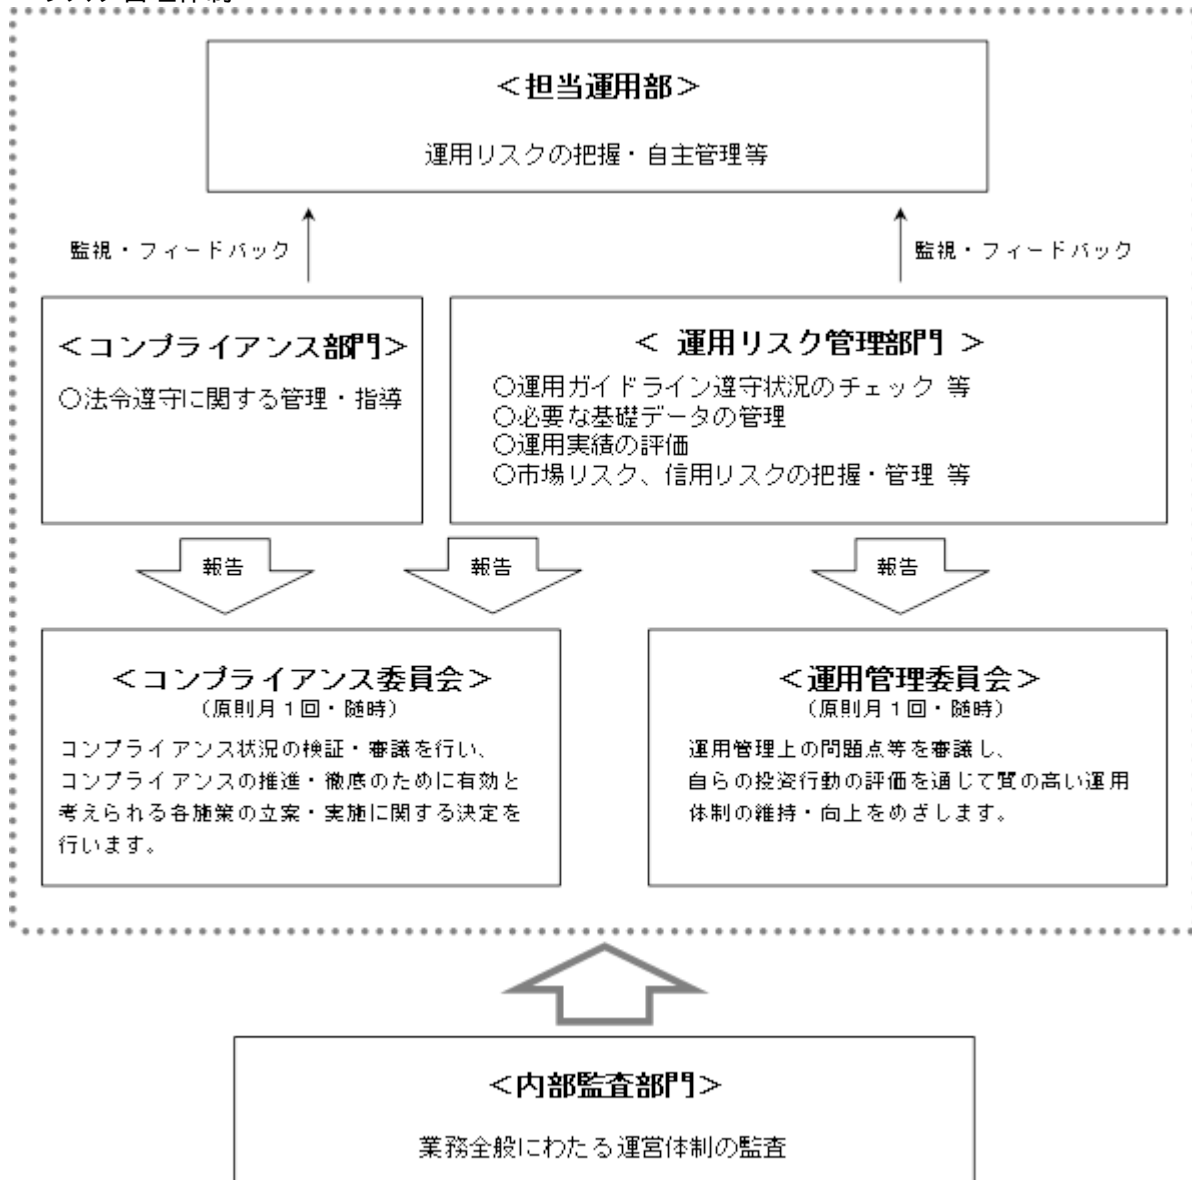 ＜担当運用部＞
運用リスクの把握・自主管理等
監視・フィードバック
監視・フィードバック
＜コンプライアンス部門＞
○法令遵守に関する管理・指導
＜ 運用リスク管理部門 ＞
○運用ガイドライン遵守状況のチェック 等
○必要な基礎データの管理
○運用実績の評価
○市場リスク、信用リスクの把握・管理 等
報告
報告
報告
＜コンプライアンス委員会＞
（原則月１回・随時）
コンプライアンス状況の検証・審議を行い、
コンプライアンスの推進・徹底のために有効と
考えられる各施策の立案・実施に関する決定を
行います。
＜運用管理委員会＞
（原則月１回・随時）
運用管理上の問題点等を審議し、
自らの投資行動の評価を通じて質の高い運用
体制の維持・向上をめざします。
＜内部監査部門＞
業務全般にわたる運営体制の監査